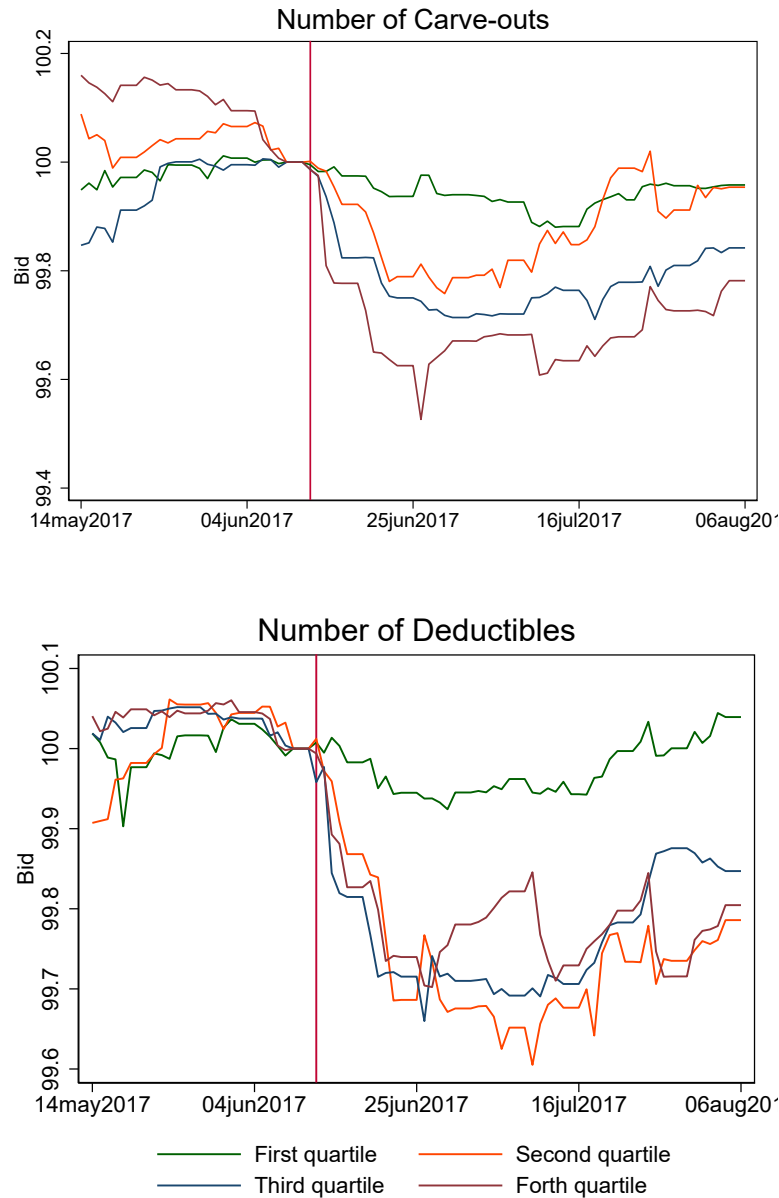 Number of Carve-outs
Bid
100.2
100
99.8
99.6
99.4
14may2017 04jun2017 25jun2017 16jul2017 06aug201
Number of Deductibles
Bid
100.1
100
99.9
99.8
99.7
99.6
14may2017 04jun2017 25jun2017 16jul2017 06aug201
First quartile Second quartile
Third quartile Forth quartile